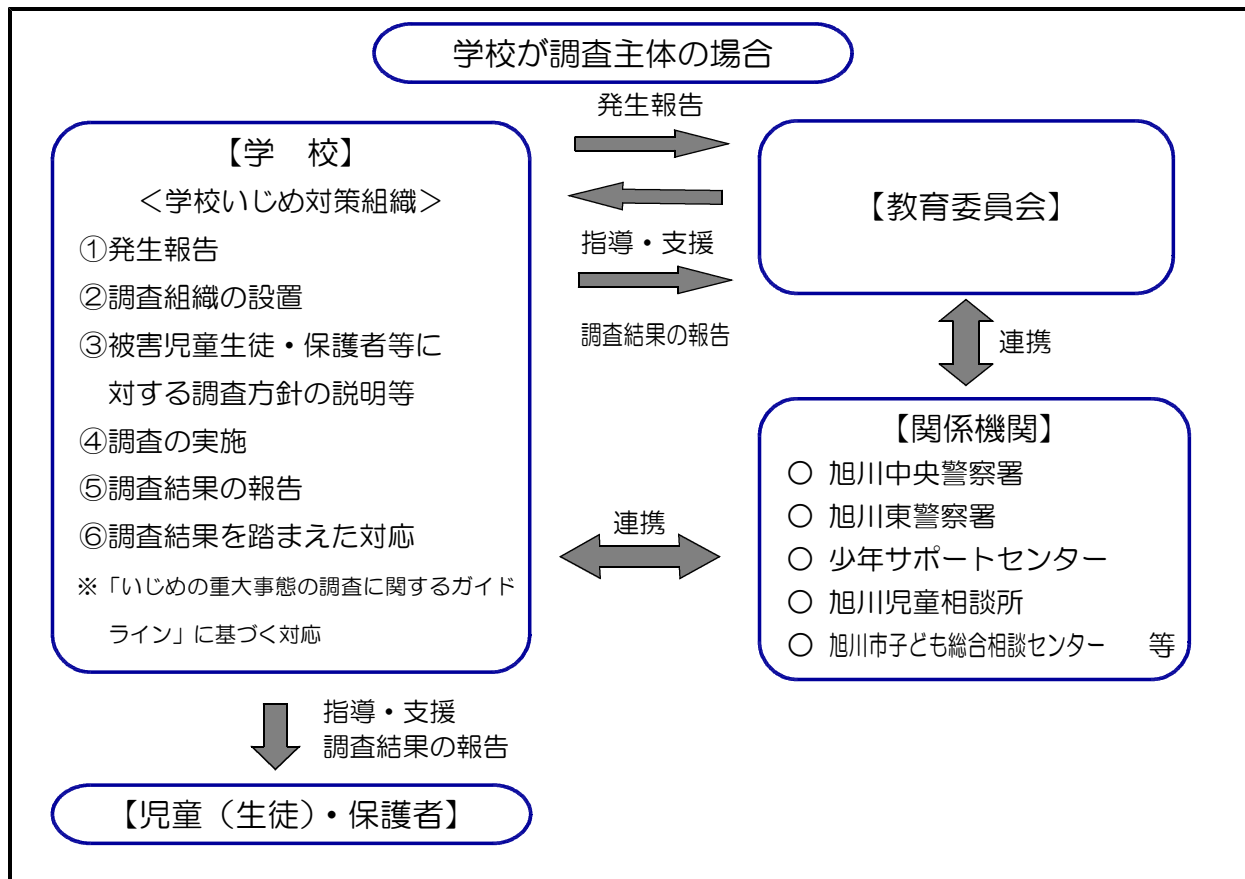 学校が調査主体の場合
【学　校】
＜学校いじめ対策組織＞
①発生報告
②調査組織の設置
③被害児童生徒・保護者等に
対する調査方針の説明等
④調査の実施
⑤調査結果の報告
⑥調査結果を踏まえた対応
※「いじめの重大事態の調査に関するガイド
ライン」に基づく対応
発生報告
指導・支援
調査結果の報告
【教育委員会】
連携
連携
【関係機関】
○ 旭川中央警察署
○ 旭川東警察署
○ 少年サポートセンター
○ 旭川児童相談所
○ 旭川市子ども総合相談センター　等
指導・支援
調査結果の報告
【児童（生徒）・保護者】